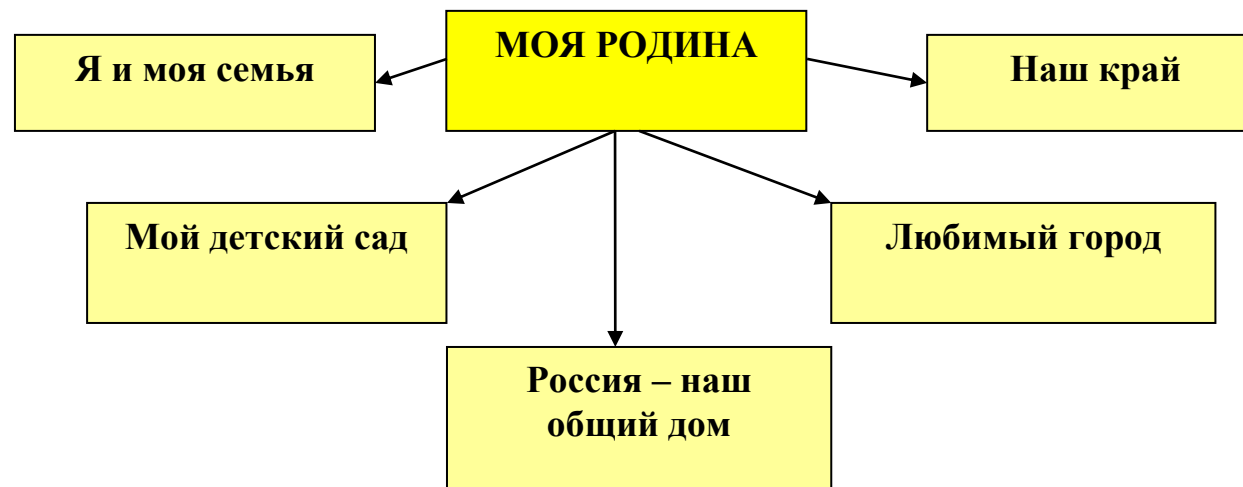 МОЯ РОДИНА
Я и моя семья
Наш край
Мой детский сад
Любимый город
Россия – наш
общий дом